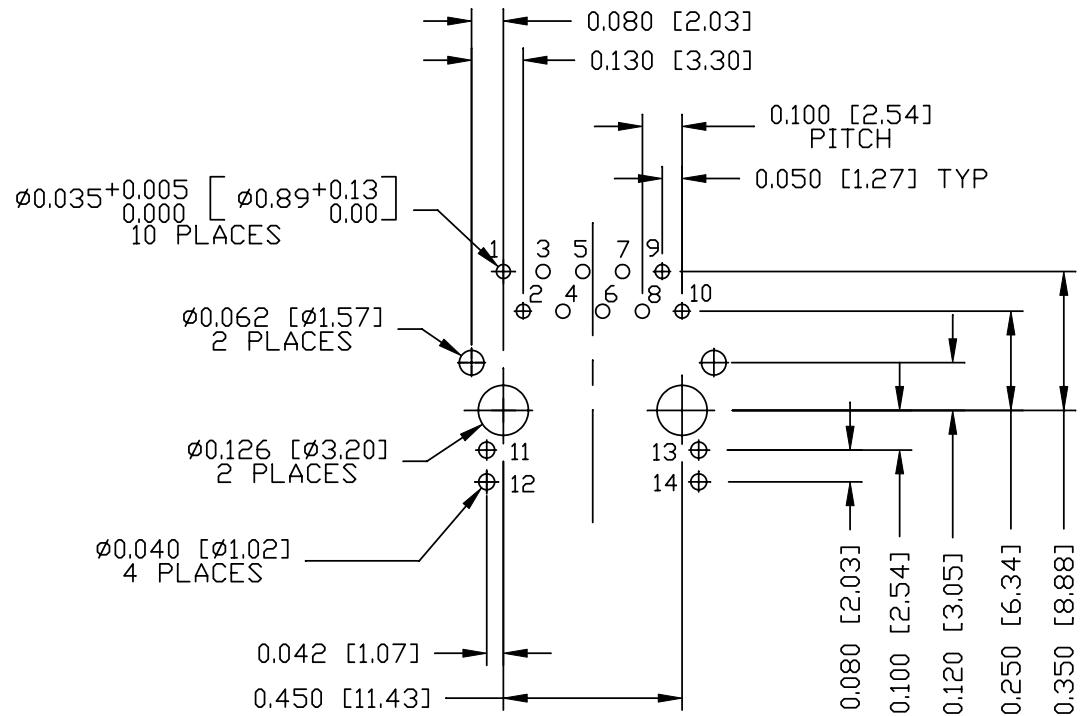 0.080 [2.03]
0.130 [3.30]
0.100 [2.54]
PITCH
0.050 [1.27] TYP
ø0.035+0.005 [ ø0.89+0.13 ]
0.000 0.00
10 PLACES
1 3 5 7 9
2 4 6 8 10
ø0.062 [ø1.57]
2 PLACES
ø0.126 [ø3.20]
2 PLACES
11 13
12 14
ø0.040 [ø1.02]
4 PLACES
0.042 [1.07]
0.450 [11.43]
0.080 [2.03]
0.100 [2.54]
0.120 [3.05]
0.250 [6.34]
0.350 [8.88]